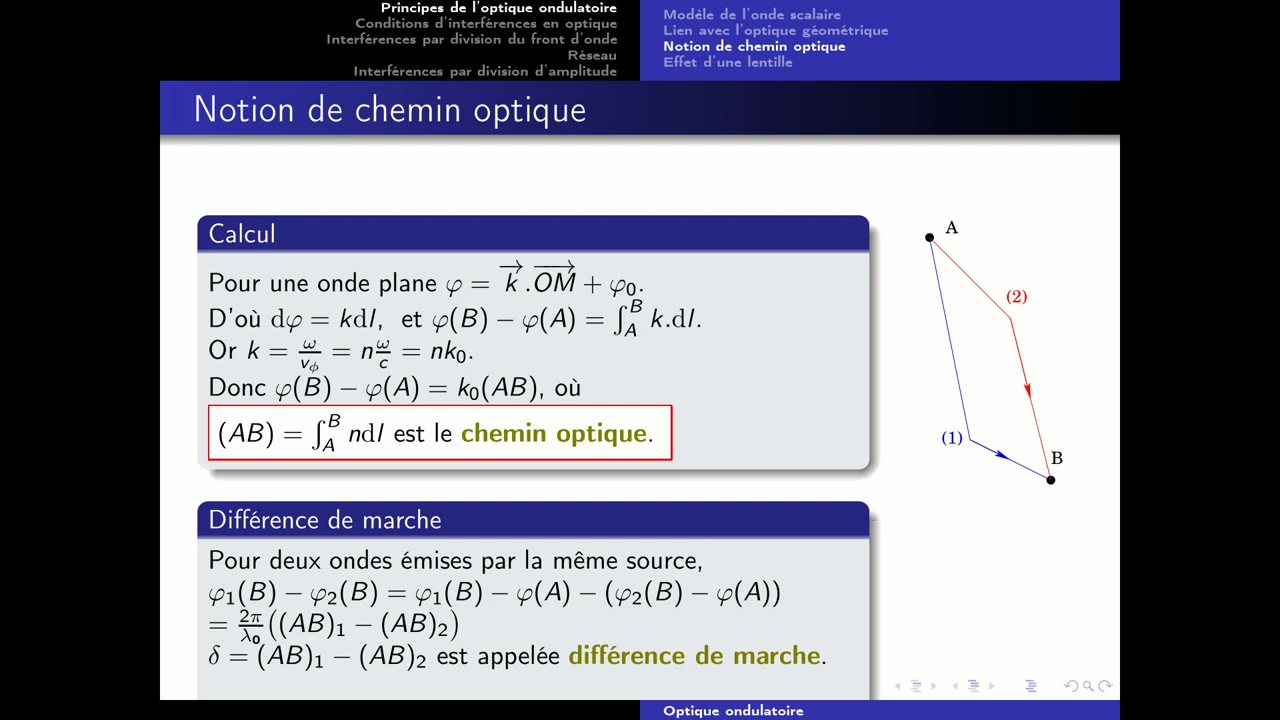 Principes de l'optique ondulatoire
Conditions d'interférences en optique
Interférences par division du front d'onde
Réseau
Interférences par division d'amplitude
Modèle de l'onde scalaire
Lien avec l'optique géométrique
Notion de chemin optique
Effet d'une lentille
Notion de chemin optique
Calcul
Pour une onde plane φ = \overrightarrow{k}.\overrightarrow{OM} + φ₀.
D'où dφ = kdl, et φ(B) − φ(A) = ∫_A^B k.dl.
Or k = \frac{ω}{v_ϕ} = n\frac{ω}{c} = nk₀.
Donc φ(B) − φ(A) = k₀(AB), où
(AB) = ∫_A^B ndl est le chemin optique.
Différence de marche
Pour deux ondes émises par la même source,
φ₁(B) − φ₂(B) = φ₁(B) − φ(A) − (φ₂(B) − φ(A))
= \frac{2π}{λ₀}((AB)₁ − (AB)₂)
δ = (AB)₁ − (AB)₂ est appelée différence de marche.
A
(2)
(1)
B
Optique ondulatoire